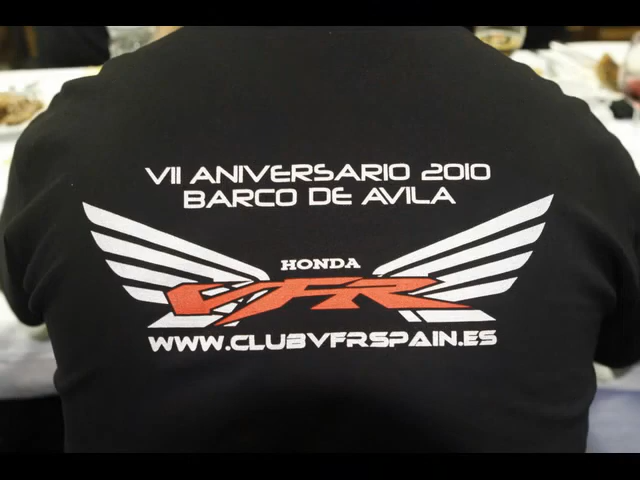 VII ANIVERSARIO 2010
BARCO DE AVILA
HONDA
VFR
WWW.CLUBVFRSPAIN.ES